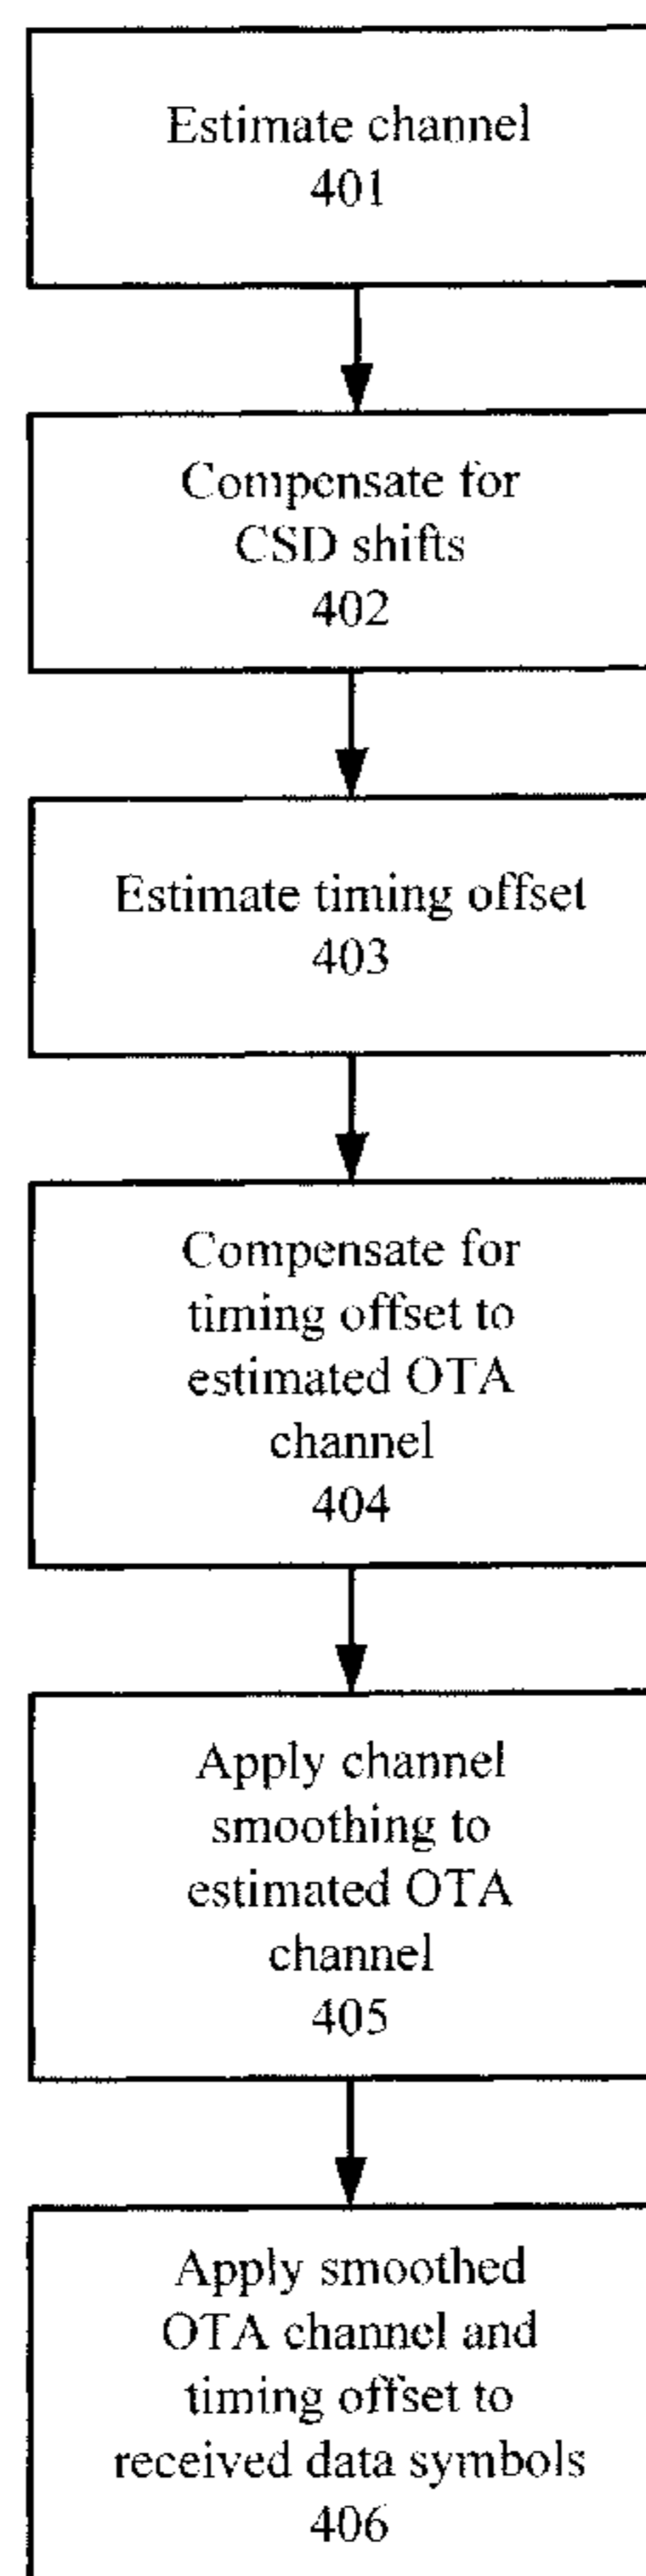 Estimate channel
401
Compensate for
CSD shifts
402
Estimate timing offset
403
Compensate for
timing offset to
estimated OTA
channel
404
Apply channel
smoothing to
estimated OTA
channel
405
Apply smoothed
OTA channel and
timing offset to
received data symbols
406